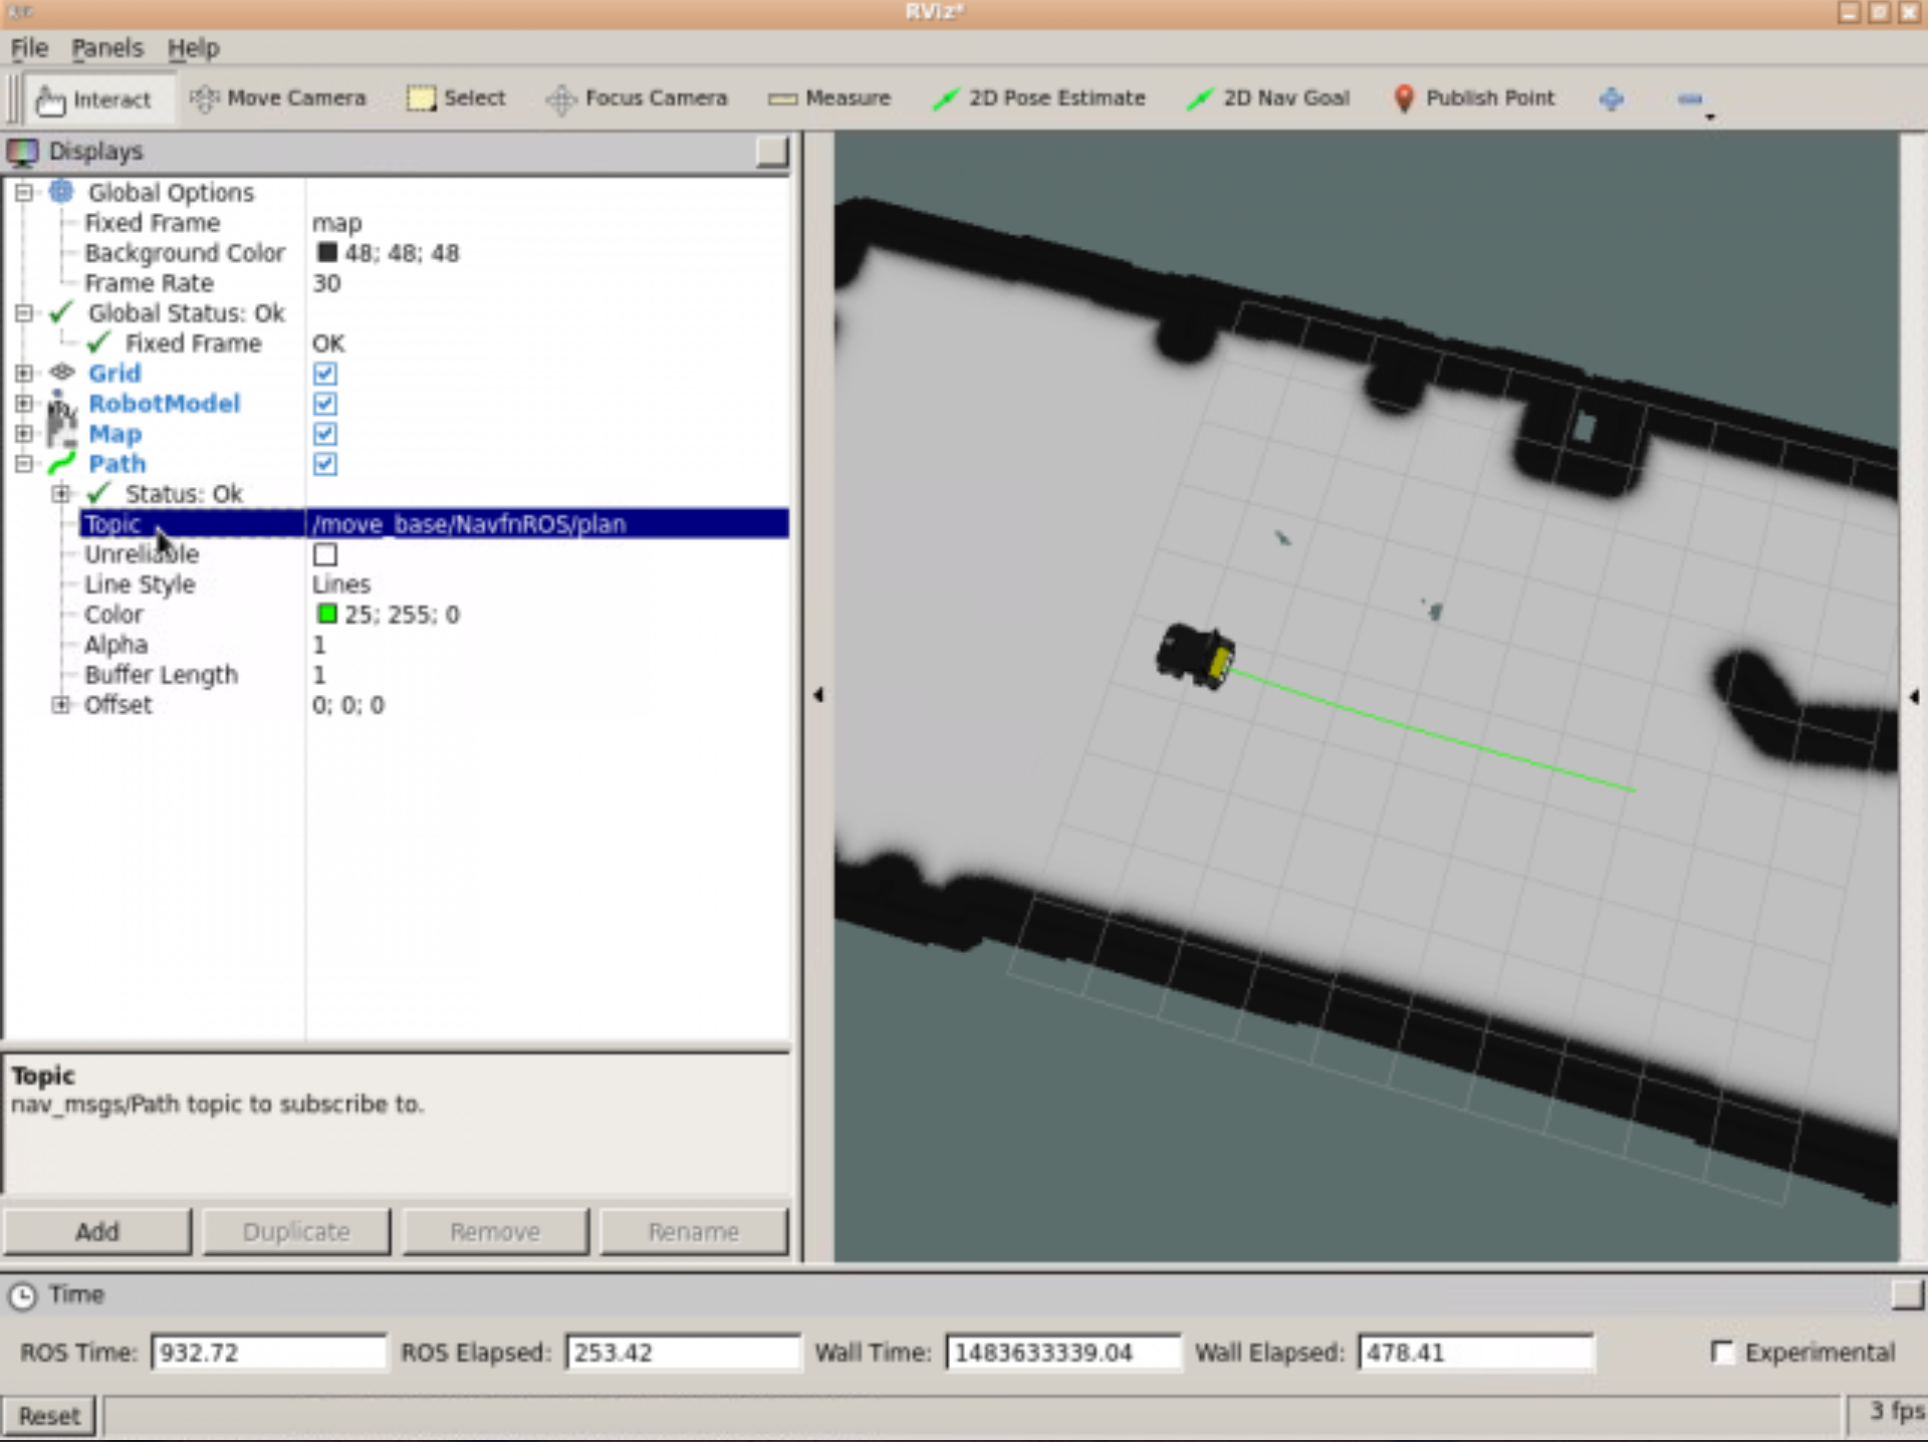 RViz*
File Panels Help
Interact Move Camera Select Focus Camera Measure 2D Pose Estimate 2D Nav Goal Publish Point
Displays
Global Options
Fixed Frame map
Background Color 48; 48; 48
Frame Rate 30
Global Status: Ok
Fixed Frame OK
Grid
RobotModel
Map
Path
Status: Ok
Topic /move_base/NavfnROS/plan
Unreliable
Line Style Lines
Color 25; 255; 0
Alpha 1
Buffer Length 1
Offset 0; 0; 0
Topic
nav_msgs/Path topic to subscribe to.
Add Duplicate Remove Rename
Time
ROS Time: 932.72 ROS Elapsed: 253.42 Wall Time: 1483633339.04 Wall Elapsed: 478.41 Experimental
Reset 3 fps